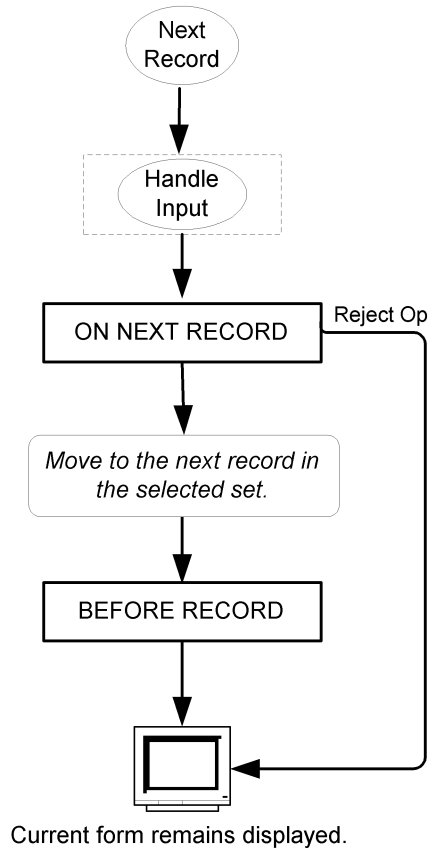 Next
Record
Handle
Input
ON NEXT RECORD
Reject Op
Move to the next record in
the selected set.
BEFORE RECORD
Current form remains displayed.